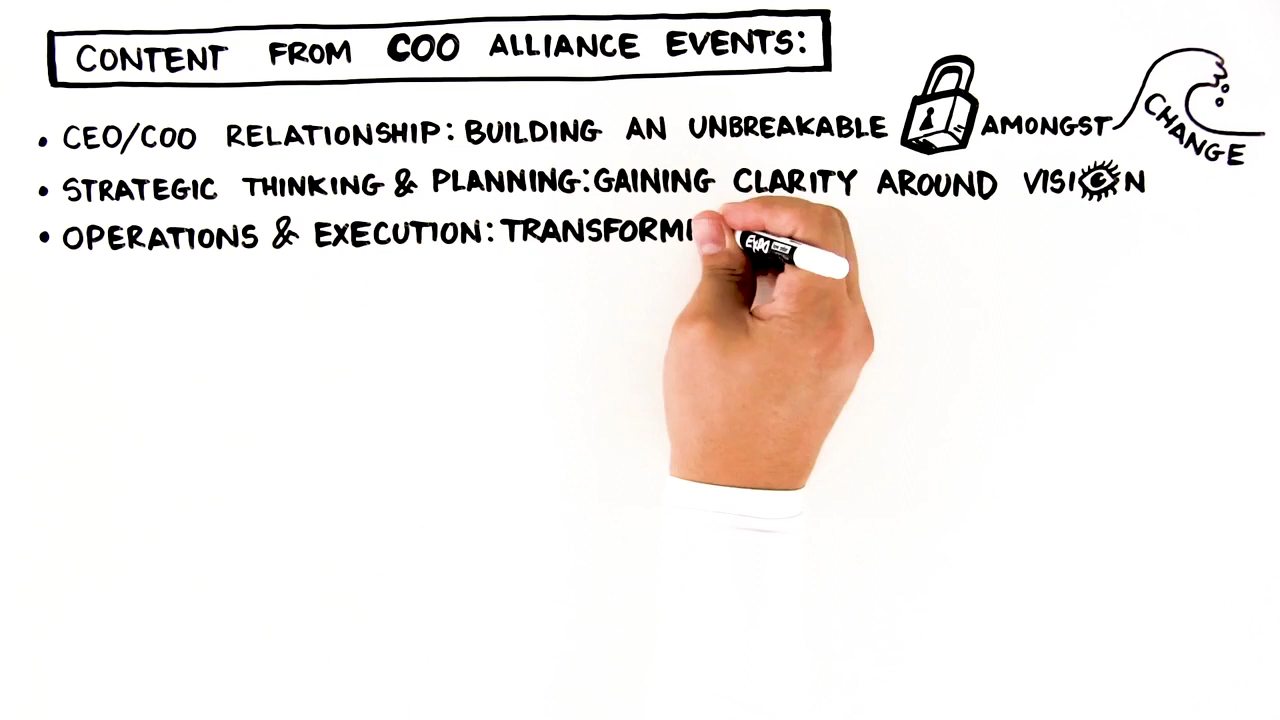 CONTENT FROM COO ALLIANCE EVENTS:
• CEO/COO RELATIONSHIP: BUILDING AN UNBREAKABLE AMONGST CHANGE
• STRATEGIC THINKING & PLANNING: GAINING CLARITY AROUND VISION
• OPERATIONS & EXECUTION: TRANSFORMI
EXPO